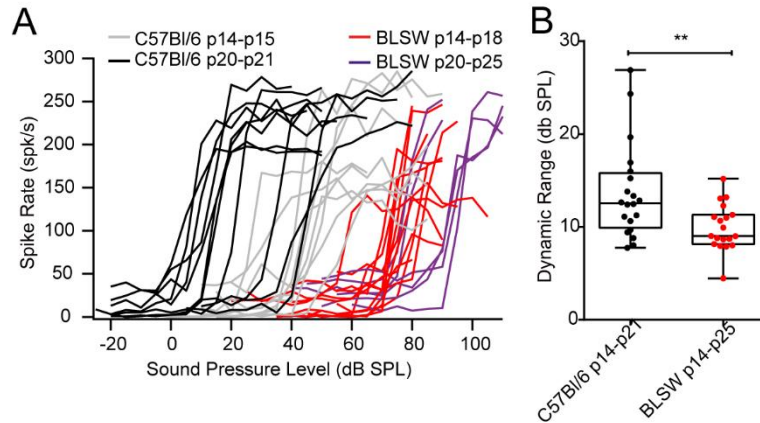 A
B
C57Bl/6 p14-p15
BLSW p14-p18
C57Bl/6 p20-p21
BLSW p20-p25
Spike Rate (spk/s)
300
250
200
150
100
50
0
-20 0 20 40 60 80 100
Sound Pressure Level (dB SPL)
**
Dynamic Range (db SPL)
30
20
10
0
C57Bl/6 p14-p21
BLSW p14-p25